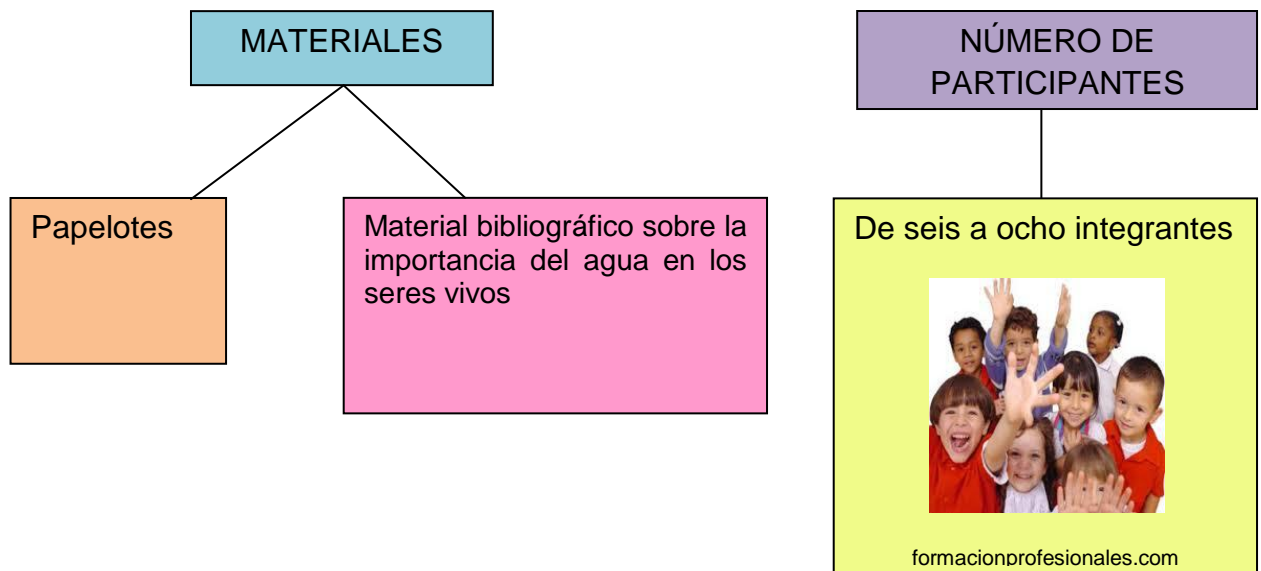 MATERIALES
Papelotes
Material bibliográfico sobre la
importancia del agua en los
seres vivos
NÚMERO DE
PARTICIPANTES
De seis a ocho integrantes
formacionprofesionales.com